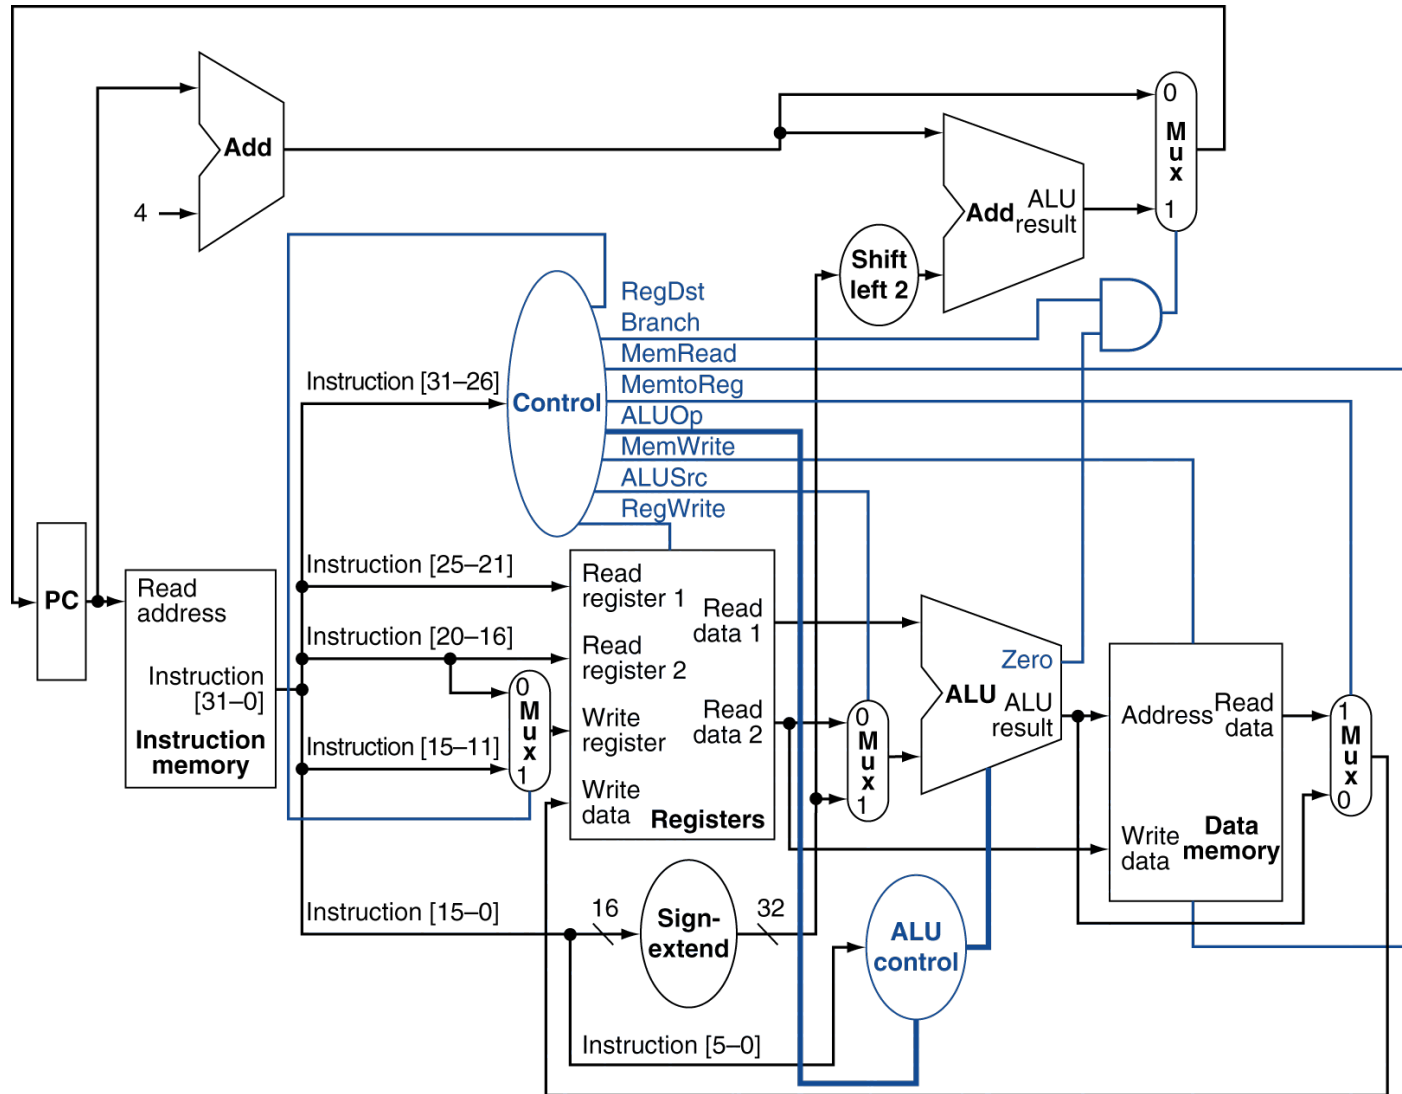 Add
4
0
M
u
x
1
Add
ALU
result
Shift
left 2
RegDst
Branch
MemRead
MemtoReg
ALUOp
MemWrite
ALUSrc
RegWrite
Instruction [31–26]
Control
PC
Read
address
Instruction
[31–0]
Instruction
memory
Instruction [25–21]
Instruction [20–16]
Instruction [15–11]
0
M
u
x
1
Read
register 1
Read
register 2
Write
register
Write
data
Read
data 1
Read
data 2
Registers
0
M
u
x
1
Zero
ALU
ALU
result
Address
Read
data
Write
data
Data
memory
1
M
u
x
0
Instruction [15–0]
16
Sign-
extend
32
ALU
control
Instruction [5–0]